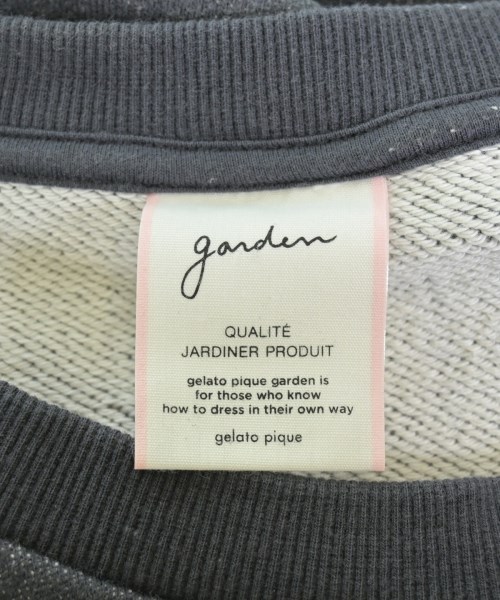 garden
QUALITÉ
JARDINER PRODUIT
gelato pique garden is
for those who know
how to dress in their own way
gelato pique